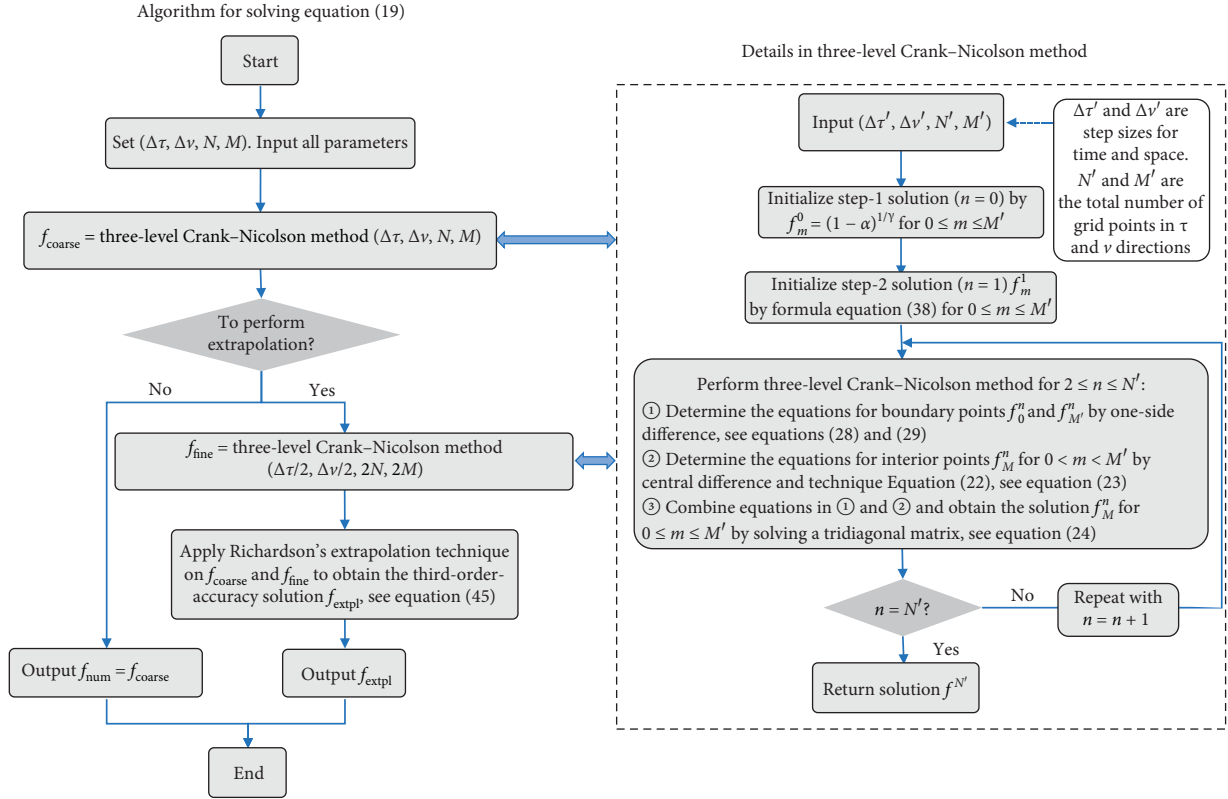 Algorithm for solving equation (19)
Start
Set (Δτ, Δν, N, M). Input all parameters
f_coarse = three-level Crank–Nicolson method (Δτ, Δν, N, M)
To perform
extrapolation?
No
Yes
f_fine = three-level Crank–Nicolson method
(Δτ/2, Δν/2, 2N, 2M)
Apply Richardson's extrapolation technique
on f_coarse and f_fine to obtain the third-order-
accuracy solution f_extpl, see equation (45)
Output f_num = f_coarse
Output f_extpl
End
Details in three-level Crank–Nicolson method
Input (Δτ′, Δν′, N′, M′)
Δτ′ and Δν′ are
step sizes for
time and space.
N′ and M′ are
the total number of
grid points in τ
and ν directions
Initialize step-1 solution (n = 0) by
f_m^0 = (1 − α)^{1/γ} for 0 ≤ m ≤M′
Initialize step-2 solution (n = 1) f_m^1
by formula equation (38) for 0 ≤ m ≤ M′
Perform three-level Crank–Nicolson method for 2 ≤ n ≤ N′:
① Determine the equations for boundary points f_0^n and f_{M′}^n by one-side
difference, see equations (28) and (29)
② Determine the equations for interior points f_M^n for 0 < m < M′ by
central difference and technique Equation (22), see equation (23)
③ Combine equations in ① and ② and obtain the solution f_M^n for
0 ≤ m ≤ M′ by solving a tridiagonal matrix, see equation (24)
n = N′?
No
Repeat with
n = n + 1
Yes
Return solution f^{N′}